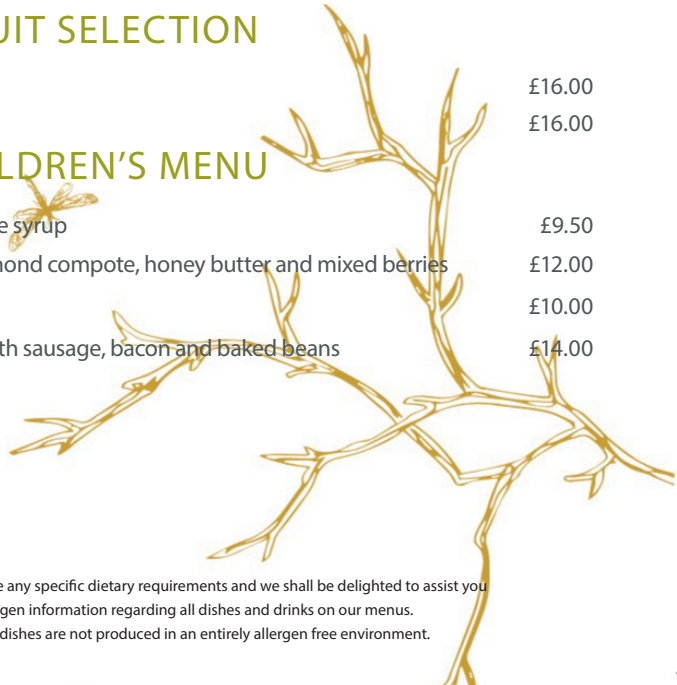 UIT SELECTION
£16.00
£16.00
LDREN’S MENU
e syrup £9.50
ond compote, honey butter and mixed berries £12.00
£10.00
th sausage, bacon and baked beans £14.00
e any specific dietary requirements and we shall be delighted to assist you
gen information regarding all dishes and drinks on our menus.
dishes are not produced in an entirely allergen free environment.